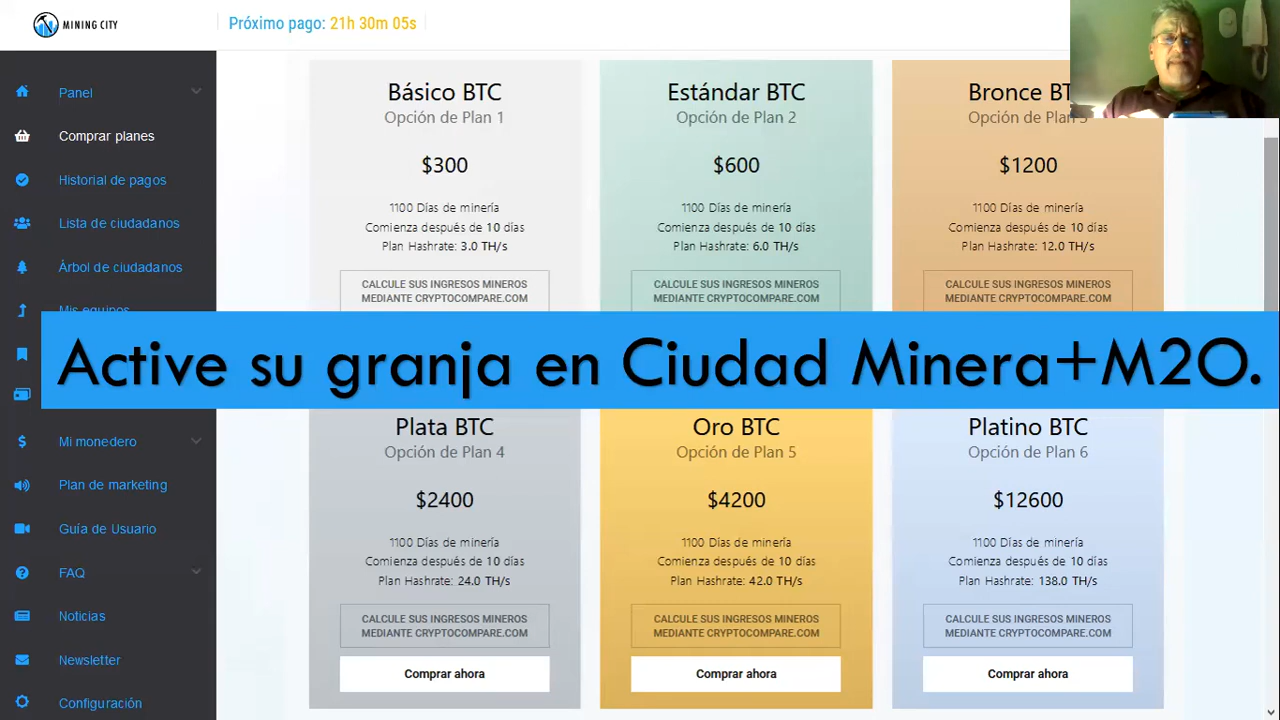 MINING CITY
Próximo pago: 21h 30m 05s
Panel
Comprar planes
Historial de pagos
Lista de ciudadanos
Árbol de ciudadanos
Mis equipos
Mi monedero
Plan de marketing
Guía de Usuario
FAQ
Noticias
Newsletter
Configuración
Básico BTC
Opción de Plan 1
$300
1100 Días de minería
Comienza después de 10 días
Plan Hashrate: 3.0 TH/s
CALCULE SUS INGRESOS MINEROS
MEDIANTE CRYPTOCOMPARE.COM
Estándar BTC
Opción de Plan 2
$600
1100 Días de minería
Comienza después de 10 días
Plan Hashrate: 6.0 TH/s
CALCULE SUS INGRESOS MINEROS
MEDIANTE CRYPTOCOMPARE.COM
Bronce BT
Opción de Plan
$1200
1100 Días de minería
Comienza después de 10 días
Plan Hashrate: 12.0 TH/s
CALCULE SUS INGRESOS MINEROS
MEDIANTE CRYPTOCOMPARE.COM
Active su granja en Ciudad Minera+M2O.
Plata BTC
Opción de Plan 4
$2400
1100 Días de minería
Comienza después de 10 días
Plan Hashrate: 24.0 TH/s
CALCULE SUS INGRESOS MINEROS
MEDIANTE CRYPTOCOMPARE.COM
Comprar ahora
Oro BTC
Opción de Plan 5
$4200
1100 Días de minería
Comienza después de 10 días
Plan Hashrate: 42.0 TH/s
CALCULE SUS INGRESOS MINEROS
MEDIANTE CRYPTOCOMPARE.COM
Comprar ahora
Platino BTC
Opción de Plan 6
$12600
1100 Días de minería
Comienza después de 10 días
Plan Hashrate: 138.0 TH/s
CALCULE SUS INGRESOS MINEROS
MEDIANTE CRYPTOCOMPARE.COM
Comprar ahora